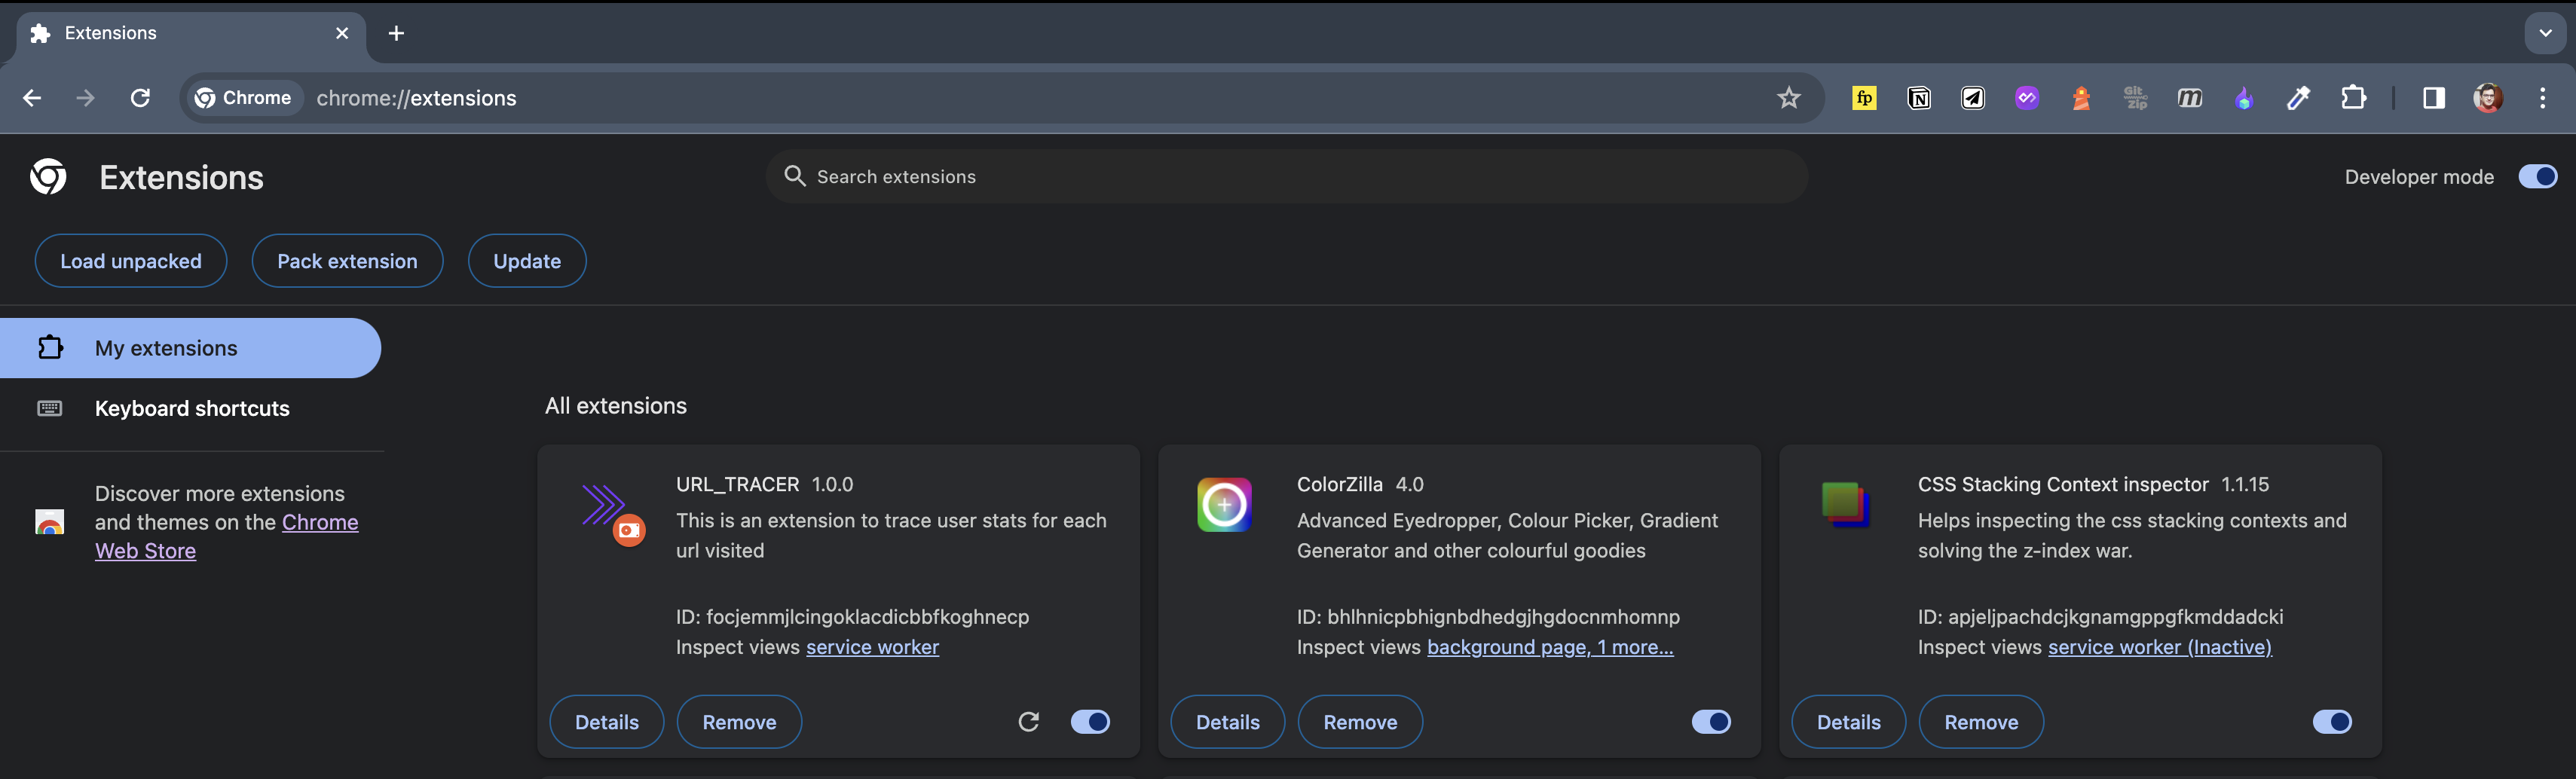 Extensions
Chrome
chrome://extensions
fp
N
Git
Zip
m
Extensions
Search extensions
Developer mode
Load unpacked
Pack extension
Update
My extensions
Keyboard shortcuts
Discover more extensions
and themes on the Chrome
Web Store
All extensions
URL_TRACER 1.0.0
This is an extension to trace user stats for each
url visited
ID: focjemmjlcingoklacdicbbfkoghnecp
Inspect views service worker
Details
Remove
ColorZilla 4.0
Advanced Eyedropper, Colour Picker, Gradient
Generator and other colourful goodies
ID: bhlhnicpbhignbdhedgjhgdocnmhomnp
Inspect views background page, 1 more...
Details
Remove
CSS Stacking Context inspector 1.1.15
Helps inspecting the css stacking contexts and
solving the z-index war.
ID: apjeljpachdcjkgnamgppgfkmddadcki
Inspect views service worker (Inactive)
Details
Remove